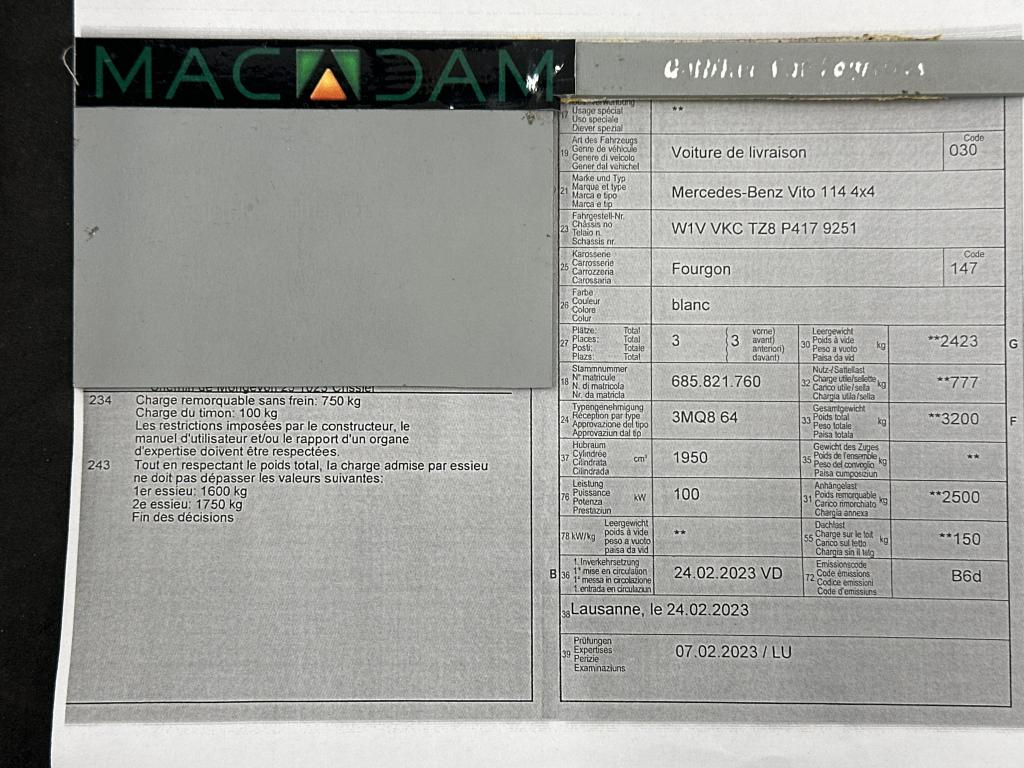 MACADAM
Usage spécial
Uso speciale
Diever spezial
17
**
19
Art des Fahrzeugs
Genre de véhicule
Genere di veicolo
Gener dal vehichel
Voiture de livraison
Code
030
21
Marke und Typ
Marque et type
Marca e tipo
Marca e tip
Mercedes-Benz Vito 114 4x4
23
Fahrgestell-Nr.
Châssis no
Telaio n.
Schassis nr.
W1V VKC TZ8 P417 9251
25
Karosserie
Carrosserie
Carrozzeria
Carossaria
Fourgon
Code
147
26
Farbe
Couleur
Colore
Colur
blanc
27
Plätze: Total
Places: Total
Posti: Totale
Plazs: Total
3
3
vorne)
avant)
anteriori)
davant)
30
Leergewicht
Poids à vide
Peso a vuoto
Paisa da vid
kg
**2423
G
18
Stammnummer
N° matricule
N. di matricola
Nr. da matricla
685.821.760
32
Nutz-/Sattellast
Charge utile/sellette
Carico utile/sella
Chargia utila/sella
kg
**777
24
Typengenehmigung
Réception par type
Approvazione del tipo
Approvaziun dal tip
3MQ8 64
33
Gesamtgewicht
Poids total
Peso totale
Paisa totala
kg
**3200
F
37
Hubraum
Cylindrée
Cilindrata
Cilindrada
cm³
1950
35
Gewicht des Zuges
Poids de l'ensemble
Peso del convoglio
Paisa cumposiziun
kg
**
76
Leistung
Puissance
Potenza
Prestaziun
kW
100
31
Anhängelast
Poids remorquable
Carico rimorchiato
Chargia annexa
kg
**2500
78 kW/kg
Leergewicht
poids à vide
peso a vuoto
paisa da vid
**
55
Dachlast
Charge sur le toit
Carico sul tetto
Chargia sin il tetg
kg
**150
B
36
1. Inverkehrsetzung
1ᵉ mise en circulation
1ᵃ messa in circolazione
1. entrada en circulaziun
24.02.2023 VD
72
Emissionscode
Code émissions
Codice emissioni
Code d'emissiuns
B6d
38
Lausanne, le 24.02.2023
39
Prüfungen
Expertises
Perizie
Examinaziuns
07.02.2023 / LU
234 Charge remorquable sans frein: 750 kg
Charge du timon: 100 kg
Les restrictions imposées par le constructeur, le
manuel d'utilisateur et/ou le rapport d'un organe
d'expertise doivent être respectées.
243 Tout en respectant le poids total, la charge admise par essieu
ne doit pas dépasser les valeurs suivantes:
1er essieu: 1600 kg
2e essieu: 1750 kg
Fin des décisions